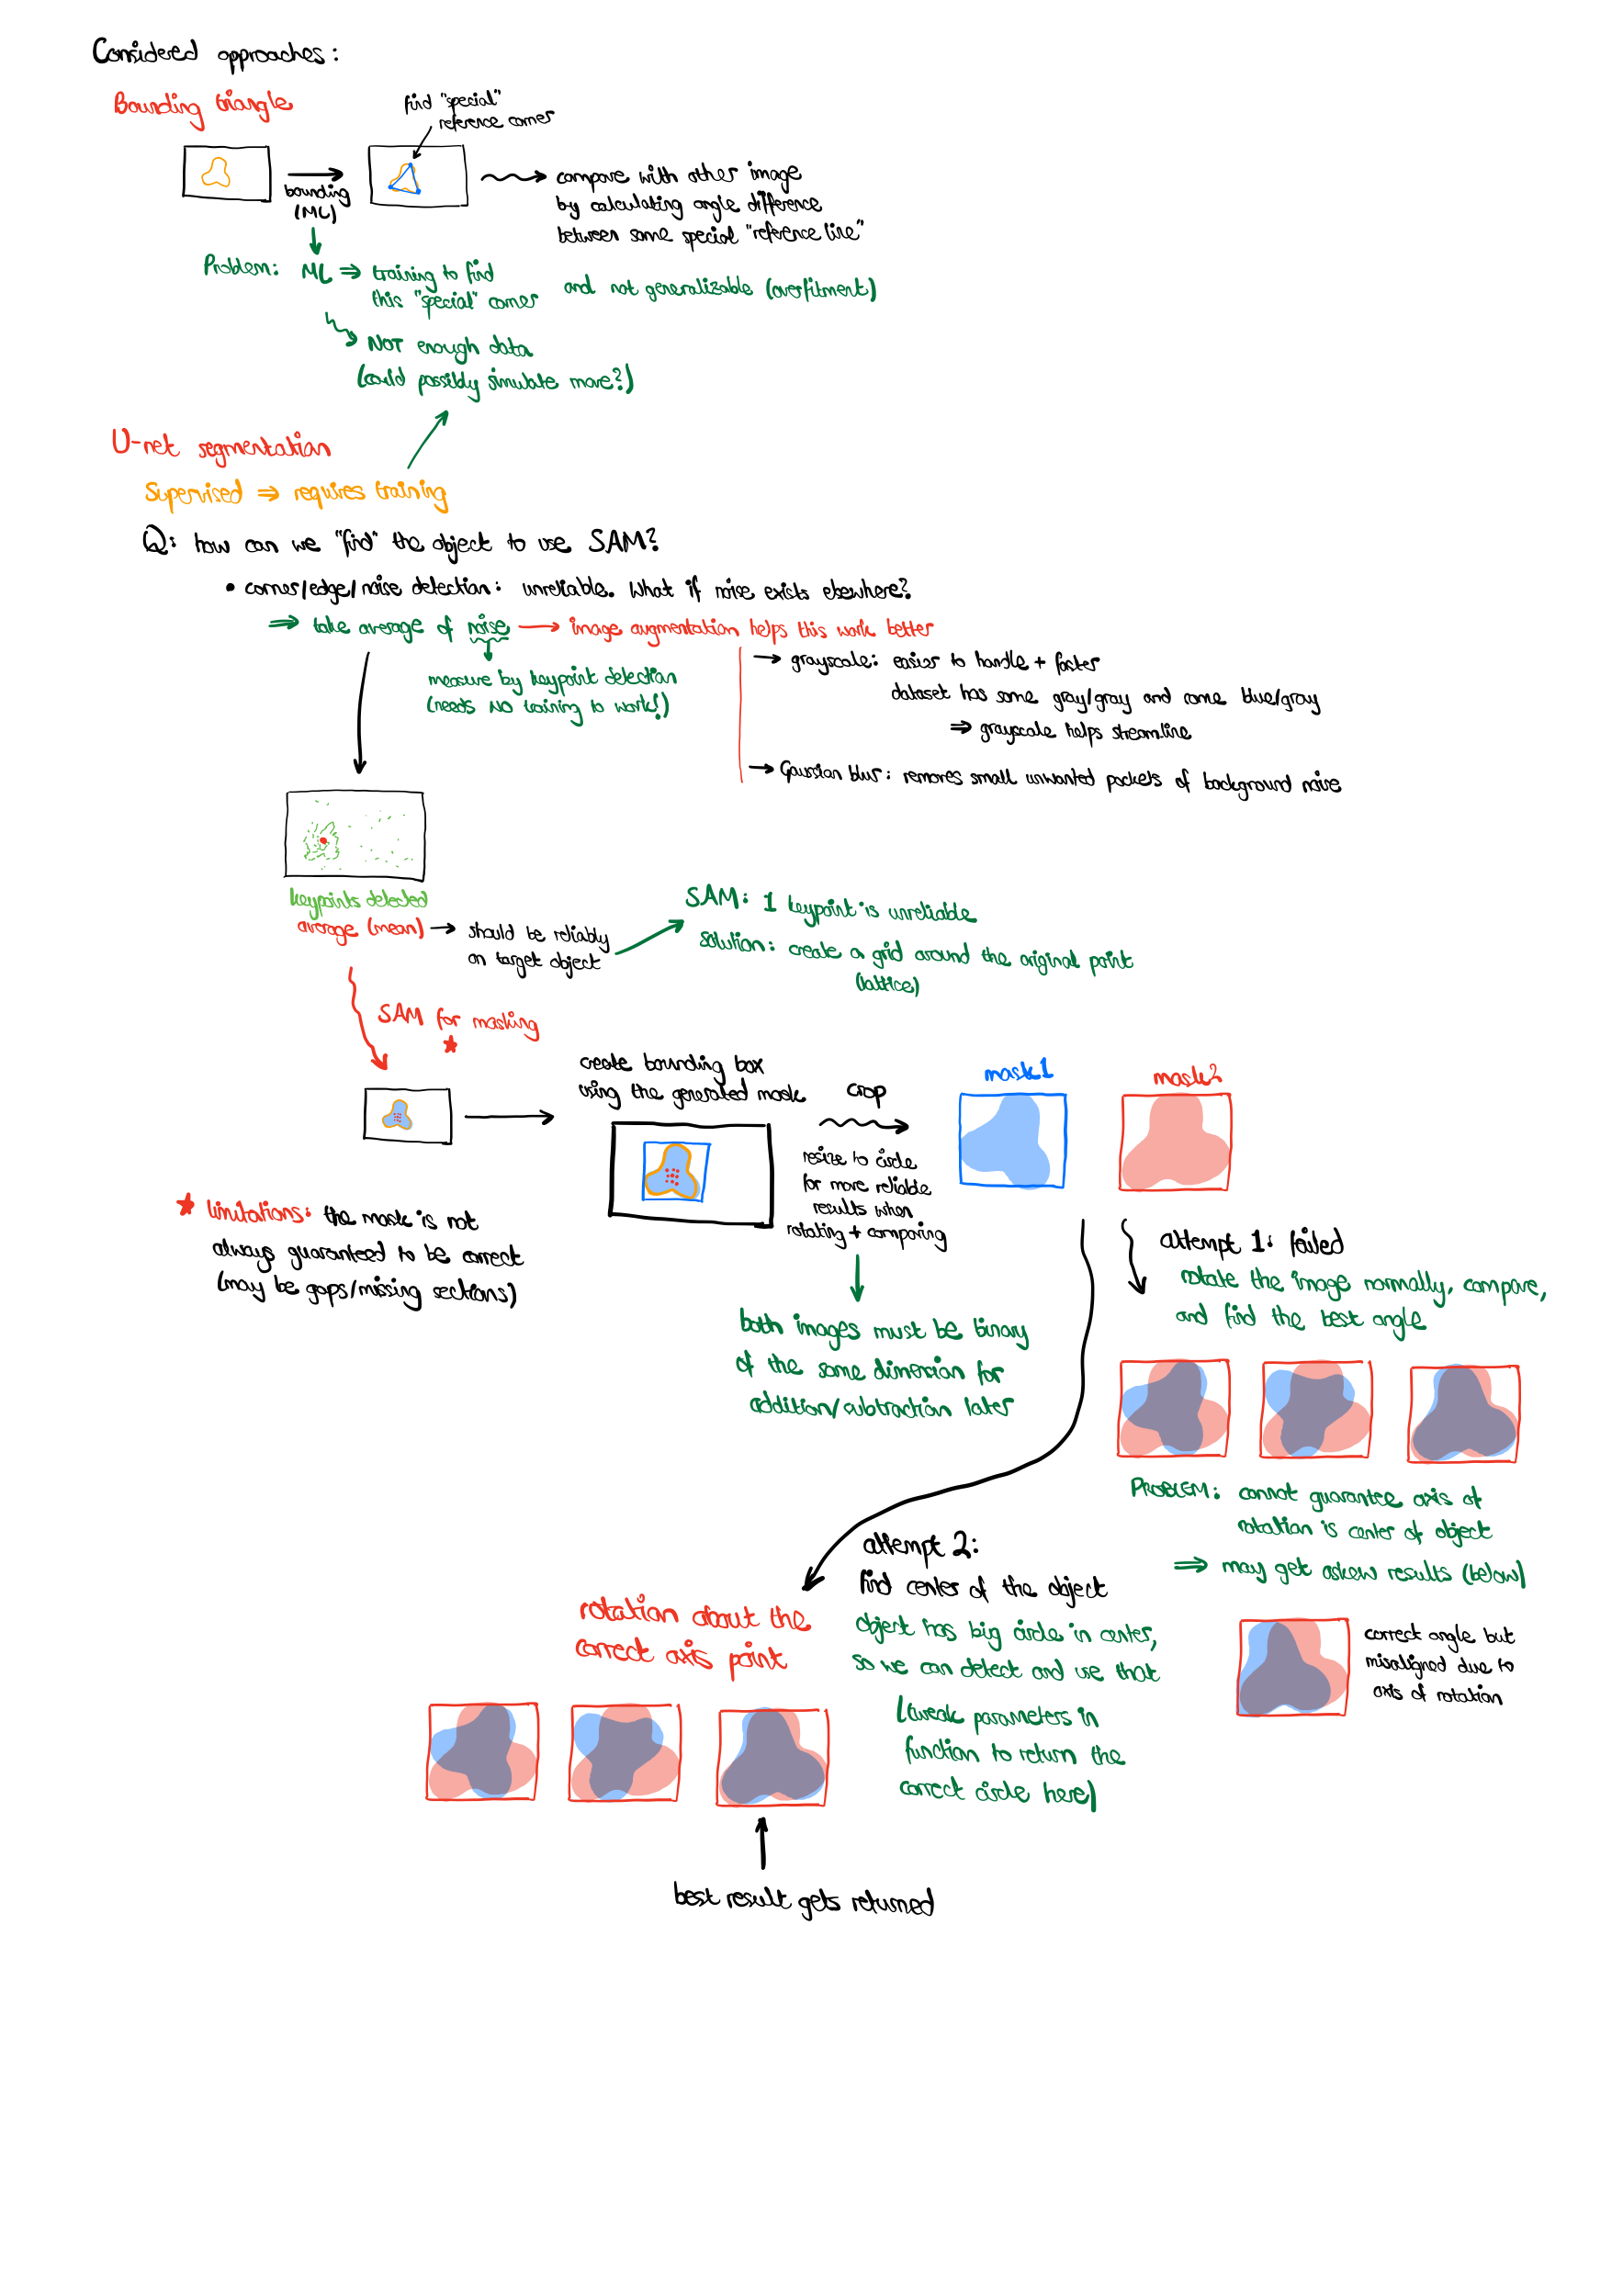 Considered approaches:
Bounding triangle
find "special"
reference corner
bounding
(ML)
compare with other image
by calculating angle difference
between some special "reference line"
Problem: ML ⇒ training to find
this "special" corner
and not generalizable (overfitment)
NOT enough data
(could possibly simulate more?)
U-net segmentation
Supervised ⇒ requires training
Q: how can we "find" the object to use SAM?
• corner/edge/noise detection: unreliable. What if noise exists elsewhere?
⇒ take average of noise → image augmentation helps this work better
measure by keypoint detection
(needs NO training to work!)
→ grayscale: easier to handle + faster
dataset has some gray/gray and come blue/gray
⇒ grayscale helps streamline
→ Gaussian blur: removes small unwanted pockets of background noise
keypoints detected
average (mean) → should be reliably
on target object
SAM: 1 keypoint is unreliable
Solution: create a grid around the original point
(lattice)
SAM for masking
★
create bounding box
using the generated mask
crop
resize to circle
for more reliable
results when
rotating + comparing
mask1
mask2
★ limitations: the mask is not
always guaranteed to be correct
(may be gaps/missing sections)
both images must be binary
of the same dimension for
addition/subtraction later
attempt 1: failed
rotate the image normally, compare,
and find the best angle
PROBLEM: cannot guarantee axis of
rotation is center of object
⇒ may get askew results (below)
correct angle but
misaligned due to
axis of rotation
attempt 2:
find center of the object
object has big circle in center,
so we can detect and use that
(tweak parameters in
function to return the
correct circle here)
rotation about the
correct axis point
best result gets returned